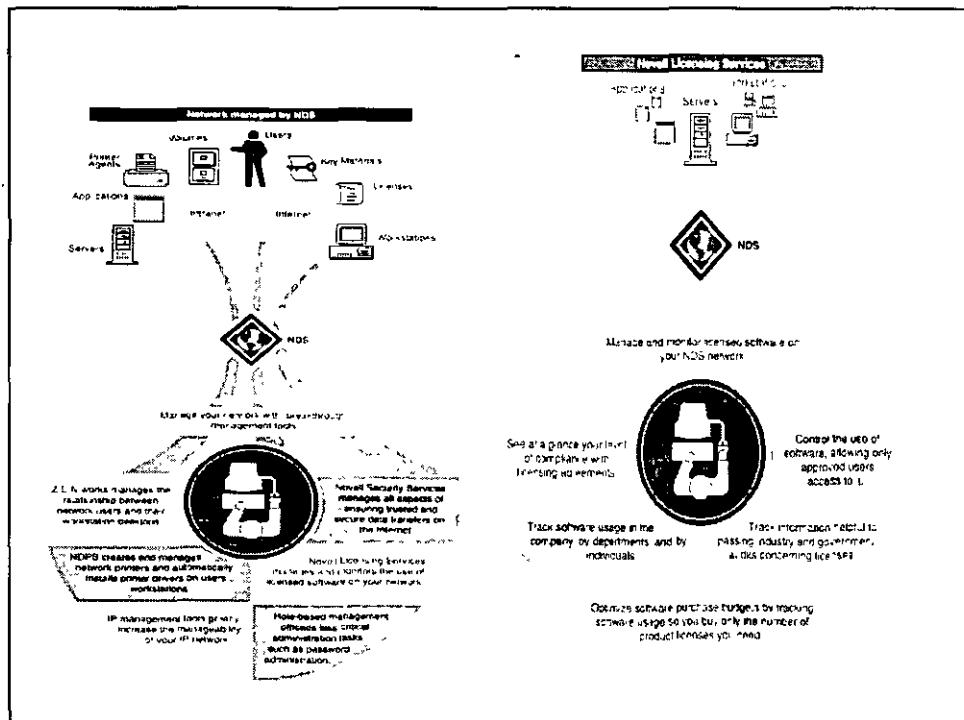 Network managed by NDS
Volumes
Users
Printer
Agents
Key Materials
Applications
Licenses
Intranet
Internet
Servers
Workstations
NDS
Manage your network with breakthrough
management tools
Z.E.N.works manages the
relationship between
network users and their
workstation desktops
Novell Security Services
manages all aspects of
ensuring trusted and
secure data transfers on
the Internet
NDPS creates and manages
network printers and automatically
installs printer drivers on users
workstations
Novell Licensing Services
and the use of
licensed software on your network
IP management tools greatly
increase the manageability
of your IP network
Role-based management
offloads less critical
administration tasks
such as password
administration.
Novell Licensing Services
Applications
Servers
NDS
Manage and monitor licensed software on
your NDS network
See at a glance your level
of compliance with
licensing agreements
Control the use of
software, allowing only
approved users
access to it.
Track software usage in the
company by departments and by
individuals
Track information helpful to
passing industry and government
audits concerning licenses
Optimize software purchase budgets by tracking
software usage so you buy only the number of
product licenses you need